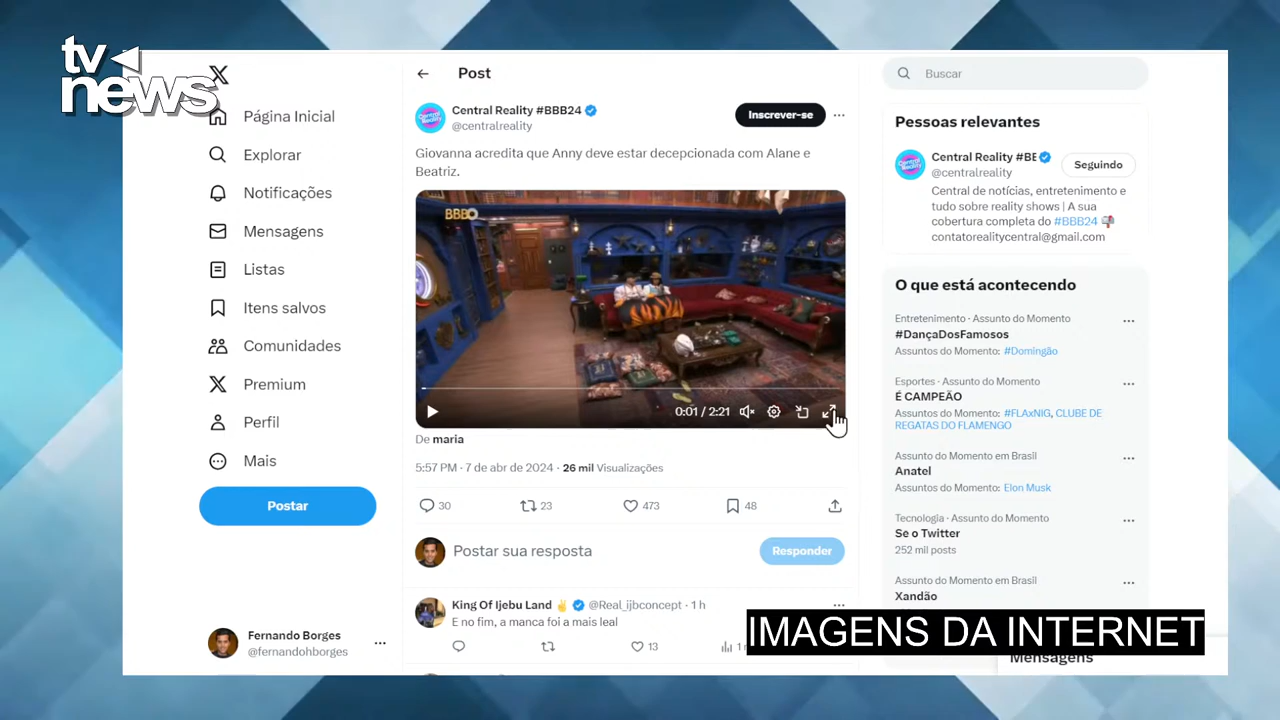 tv
news
Página Inicial
Explorar
Notificações
Mensagens
Listas
Itens salvos
Comunidades
Premium
Perfil
Mais
Postar
Fernando Borges
@fernandohborges
Post
Central Reality #BBB24
@centralreality
Inscrever-se
Giovanna acredita que Anny deve estar decepcionada com Alane e
Beatriz.
BBB
0:01 / 2:21
De maria
5:57 PM · 7 de abr de 2024 · 26 mil Visualizações
30 23 473 48
Postar sua resposta
Responder
King Of Ijebu Land ✌ @Real_ijbconcept · 1 h
E no fim, a manca foi a mais leal
13
Buscar
Pessoas relevantes
Central Reality #BE
@centralreality
Seguindo
Central de notícias, entretenimento e
tudo sobre reality shows | A sua
cobertura completa do #BBB24 📬
contatorealitycentral@gmail.com
O que está acontecendo
Entretenimento · Assunto do Momento
#DançaDosFamosos
Assuntos do Momento: #Domingão
Esportes · Assunto do Momento
É CAMPEÃO
Assuntos do Momento: #FLAxNIG, CLUBE DE
REGATAS DO FLAMENGO
Assunto do Momento em Brasil
Anatel
Assuntos do Momento: Elon Musk
Tecnologia · Assunto do Momento
Se o Twitter
252 mil posts
Assunto do Momento em Brasil
Xandão
IMAGENS DA INTERNET
Mensagens